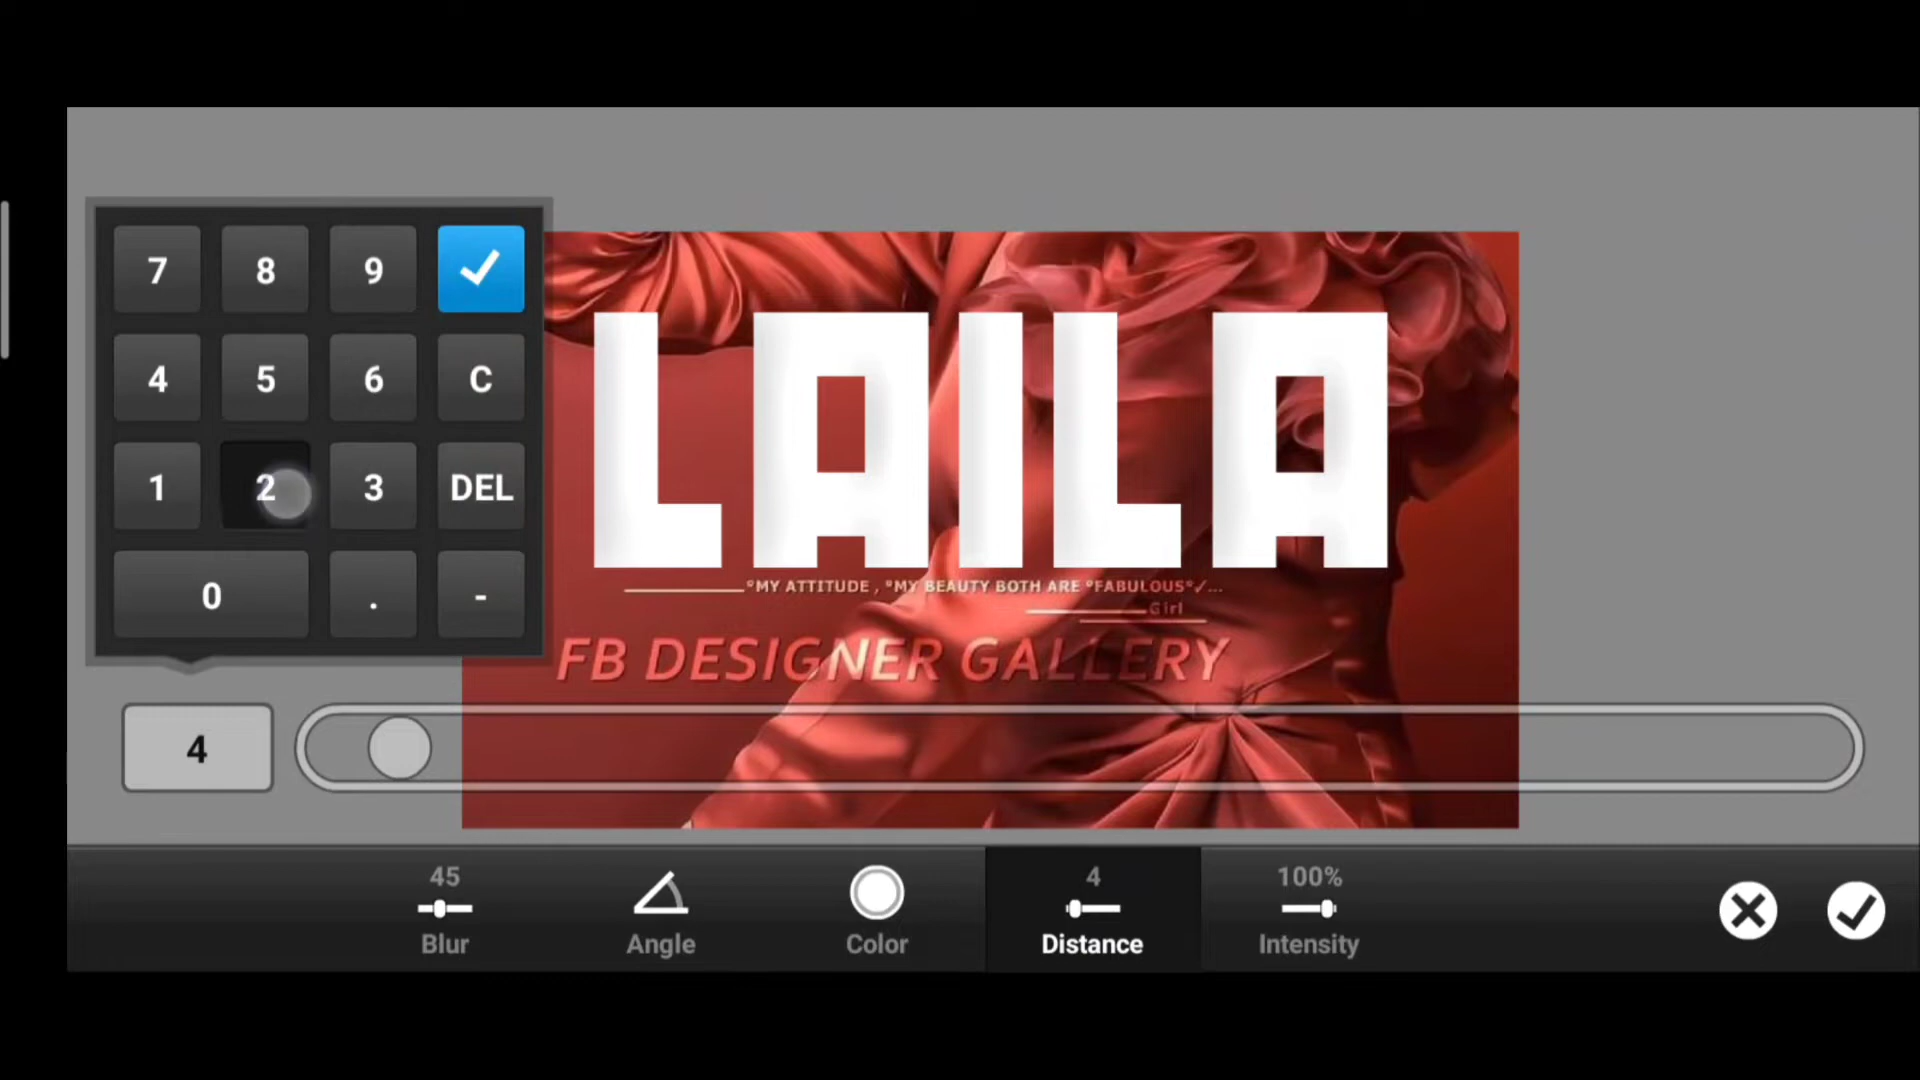 7 8 9
4 5 6 C
1 2 3 DEL
0 . -
LAILA
°MY ATTITUDE , °MY BEAUTY BOTH ARE °FABULOUS°✓...
Girl
FB DESIGNER GALLERY
4
45 4 100%
Blur Angle Color Distance Intensity